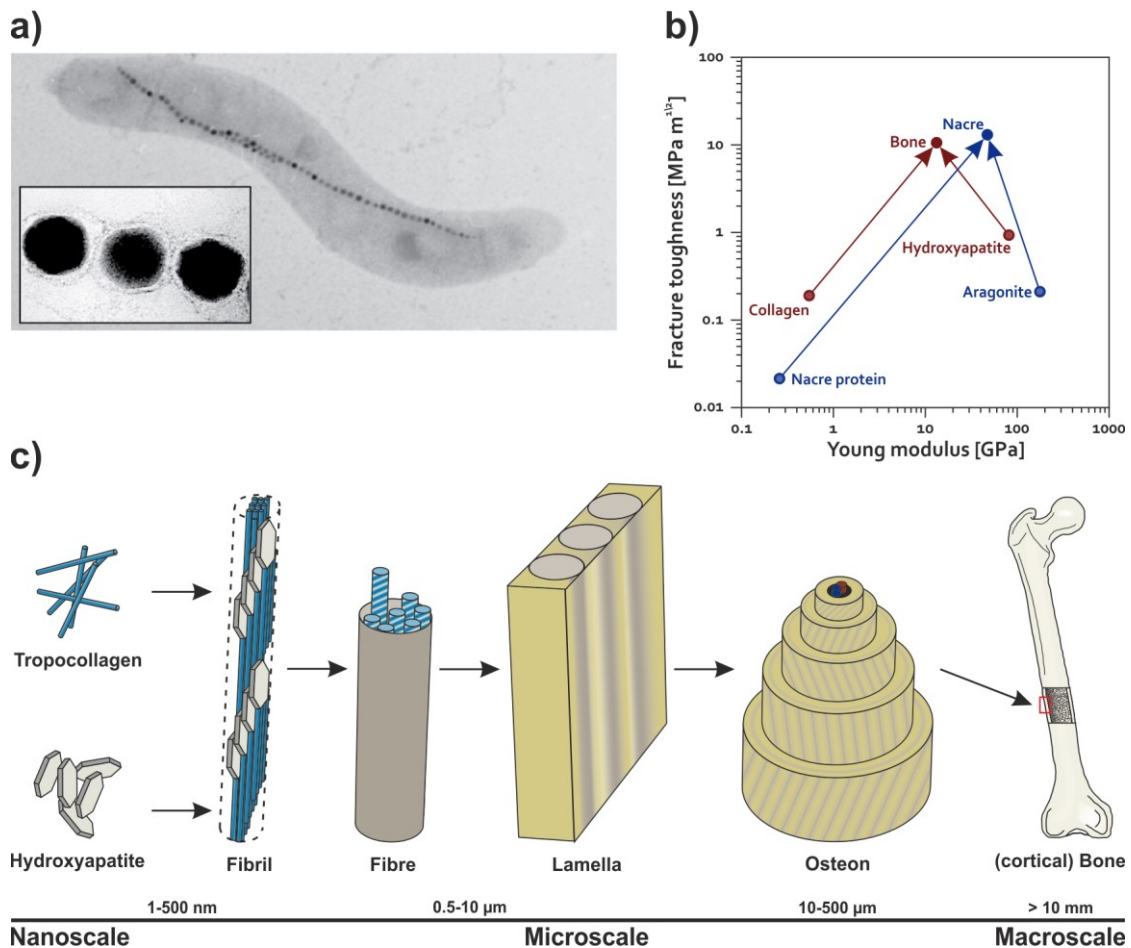 a)
b)
Fracture toughness [MPa m¹\²]
100
10
1
0.1
0.01
Nacre
Bone
Hydroxyapatite
Aragonite
Collagen
Nacre protein
0.1 1 10 100 1000
Young modulus [GPa]
c)
Tropocollagen
Hydroxyapatite
Fibril
Fibre
Lamella
Osteon
(cortical) Bone
1-500 nm 0.5-10 µm 10-500µm > 10 mm
Nanoscale Microscale Macroscale